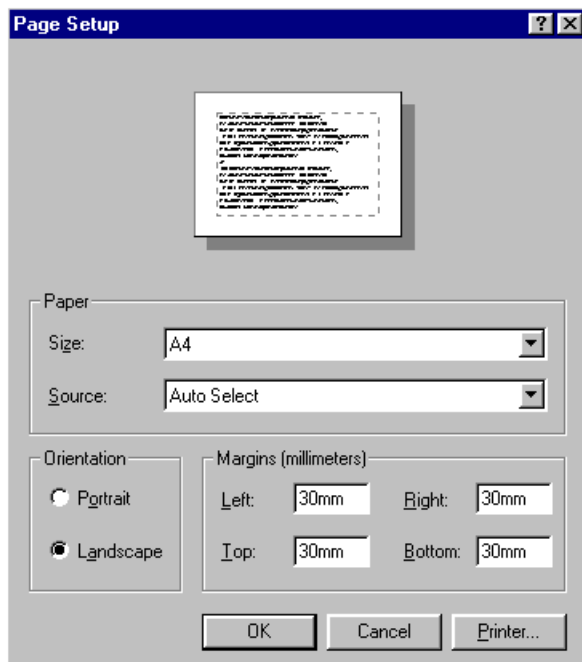 Page Setup
Paper
Size: A4
Source: Auto Select
Orientation
Portrait
Landscape
Margins (millimeters)
Left: 30mm Right: 30mm
Top: 30mm Bottom: 30mm
OK Cancel Printer...